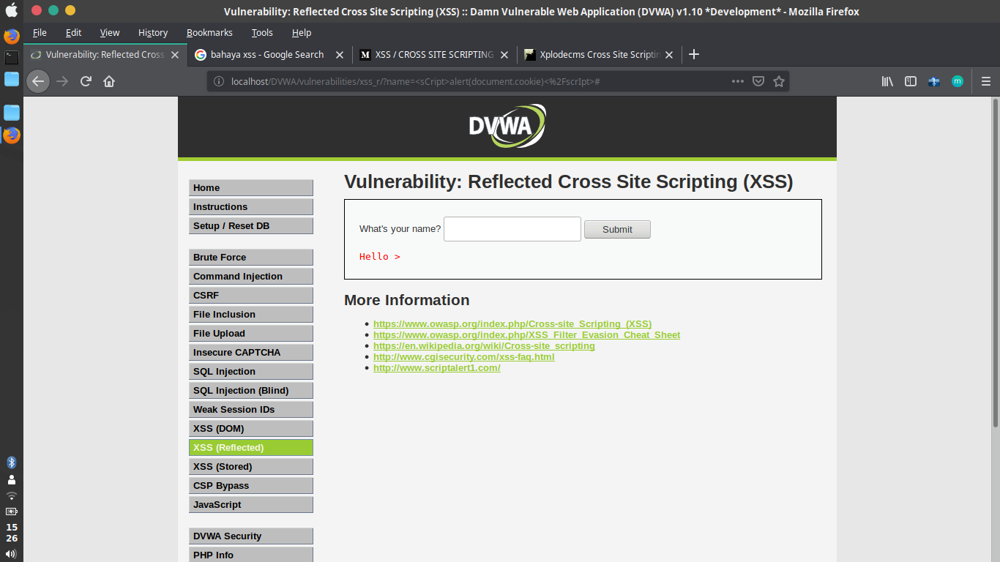 Vulnerability: Reflected Cross Site Scripting (XSS) :: Damn Vulnerable Web Application (DVWA) v1.10 *Development* - Mozilla Firefox
File Edit View History Bookmarks Tools Help
Vulnerability: Reflected Cross bahaya xss - Google Search M XSS / CROSS SITE SCRIPTING Xplodecms Cross Site Scriptin
localhost/DVWA/vulnerabilities/xss_r/?name=<sCript>alert(document.cookie)<%2FscrIpt>#
m
DVWA
Home
Instructions
Setup / Reset DB
Brute Force
Command Injection
CSRF
File Inclusion
File Upload
Insecure CAPTCHA
SQL Injection
SQL Injection (Blind)
Weak Session IDs
XSS (DOM)
XSS (Reflected)
XSS (Stored)
CSP Bypass
JavaScript
DVWA Security
PHP Info
Vulnerability: Reflected Cross Site Scripting (XSS)
What's your name? Submit
Hello >
More Information
https://www.owasp.org/index.php/Cross-site_Scripting_(XSS)
https://www.owasp.org/index.php/XSS_Filter_Evasion_Cheat_Sheet
https://en.wikipedia.org/wiki/Cross-site_scripting
http://www.cgisecurity.com/xss-faq.html
http://www.scriptalert1.com/
15
26